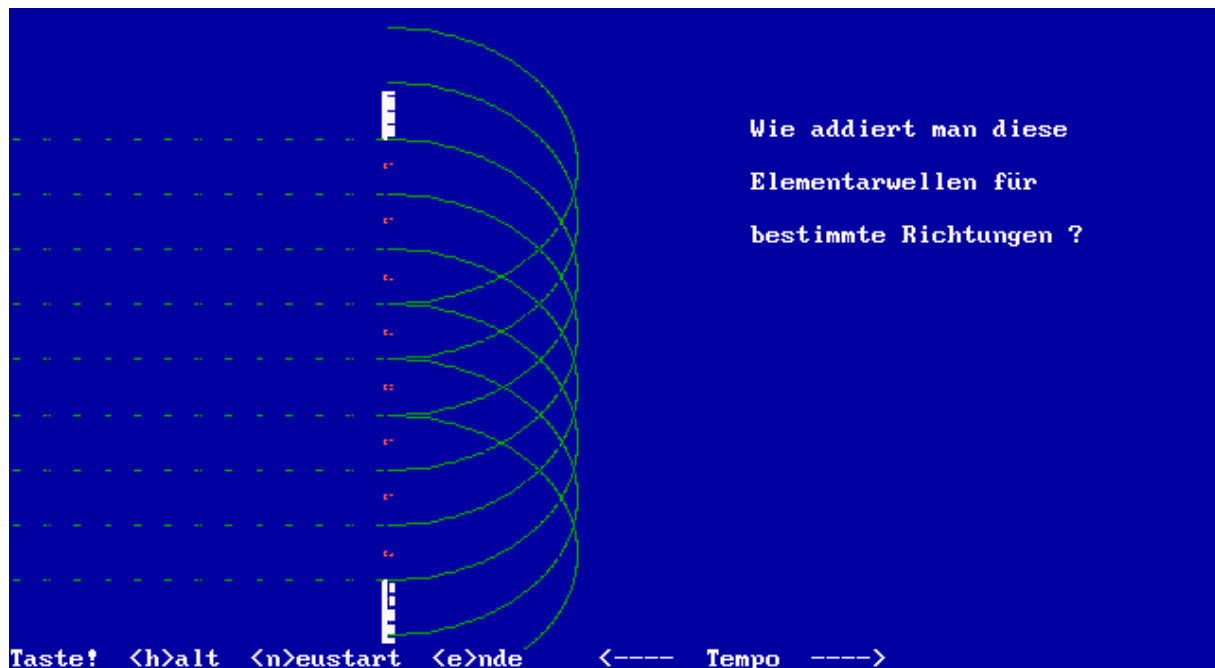 Wie addiert man diese
Elementarwellen für
bestimmte Richtungen ?
Taste! <h>alt <n>eustart <e>nde <---- Tempo ---->